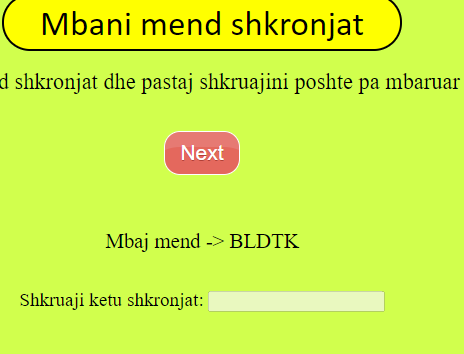 Mbani mend shkronjat
d shkronjat dhe pastaj shkruajini poshte pa mbaruar
Next
Mbaj mend -> BLDTK
Shkruaji ketu shkronjat: